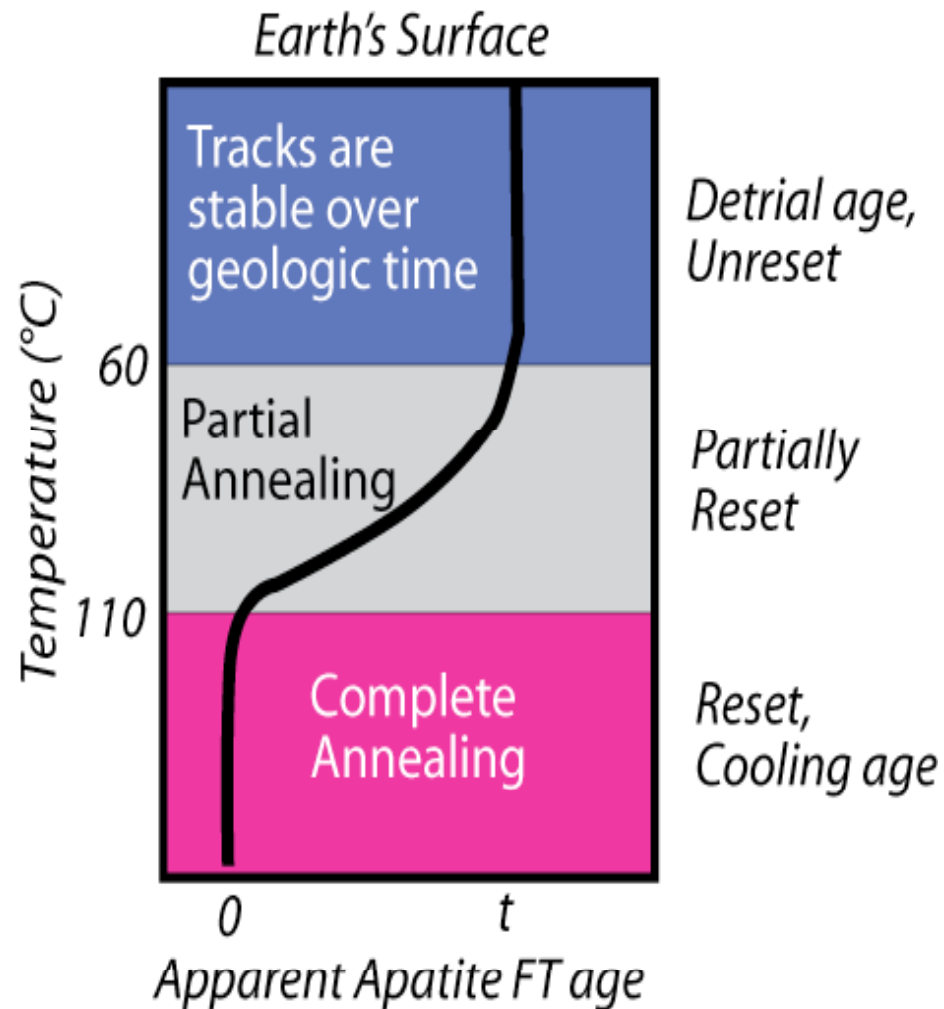 Earth's Surface
Tracks are
stable over
geologic time
Detrial age,
Unreset
Temperature (°C)
60
Partial
Annealing
Partially
Reset
110
Complete
Annealing
Reset,
Cooling age
0
t
Apparent Apatite FT age